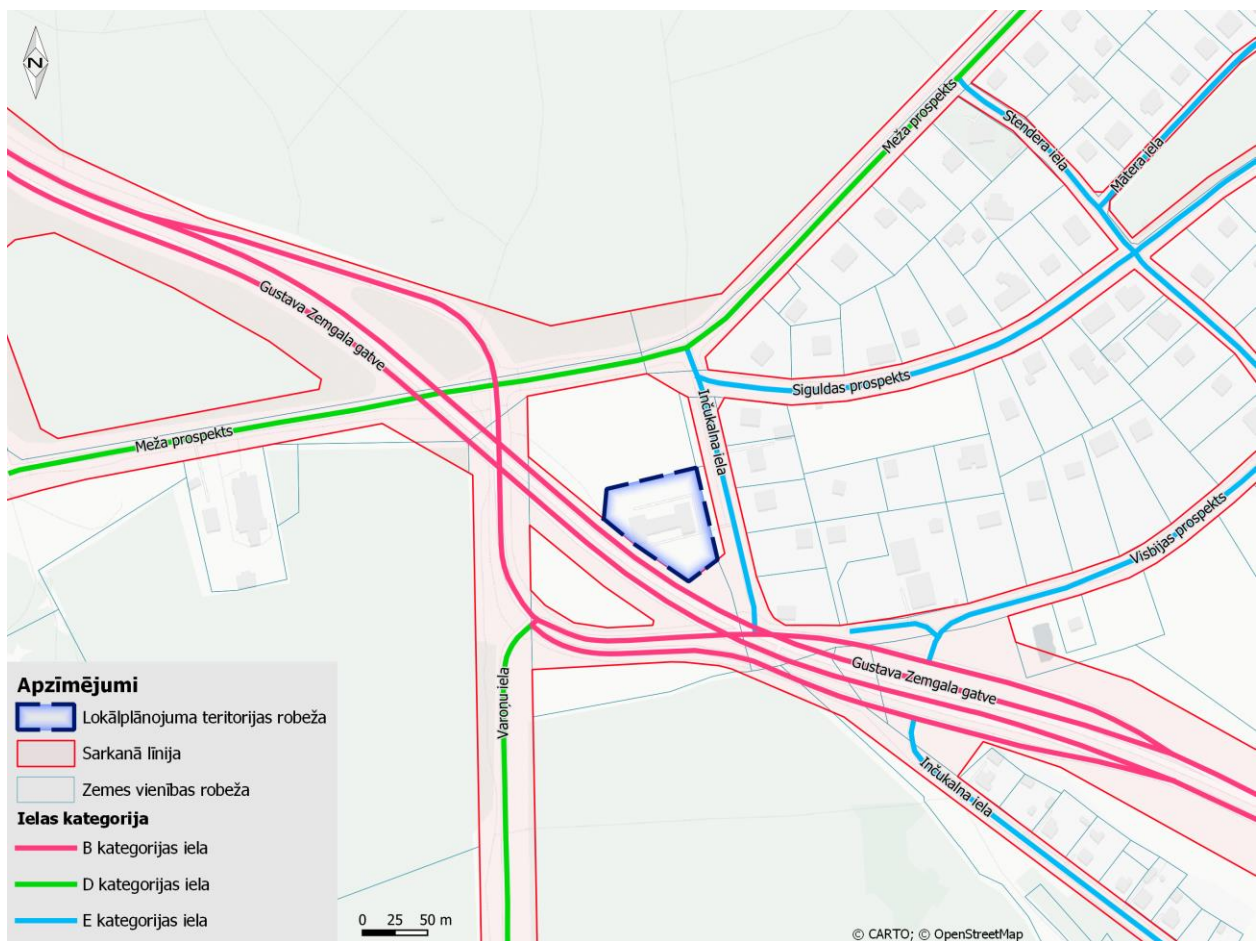 N
Meža prospekts
Stendera iela
Mātera iela
Gustava Zemgala gatve
Siguldas prospekts
Inčukalna iela
Meža prospekts
Visbijas prospekts
Gustava Zemgala gatve
Varoņu iela
Inčukalna iela
Apzīmējumi
Lokālplānojuma teritorijas robeža
Sarkanā līnija
Zemes vienības robeža
Ielas kategorija
B kategorijas iela
D kategorijas iela
E kategorijas iela
0 25 50 m
© CARTO; © OpenStreetMap